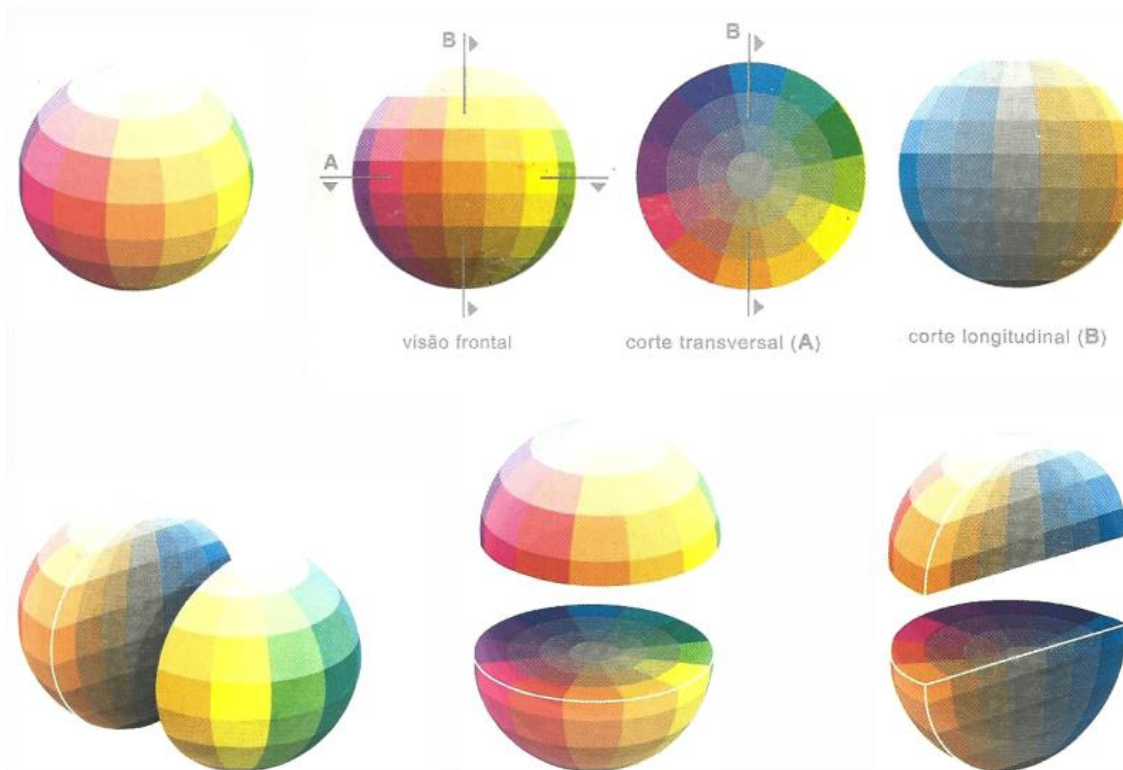 B
B
A
visão frontal
corte transversal (A)
corte longitudinal (B)